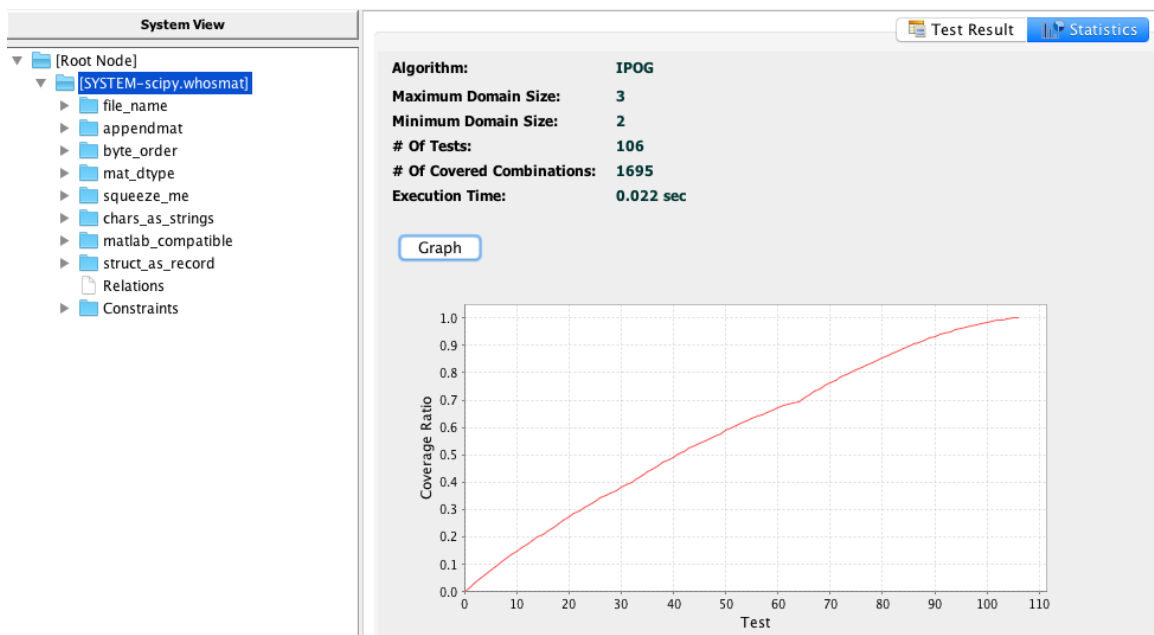 System View
[Root Node]
[SYSTEM-scipy.whosmat]
file_name
appendmat
byte_order
mat_dtype
squeeze_me
chars_as_strings
matlab_compatible
struct_as_record
Relations
Constraints
Test Result
Statistics
Algorithm: IPOG
Maximum Domain Size: 3
Minimum Domain Size: 2
# Of Tests: 106
# Of Covered Combinations: 1695
Execution Time: 0.022 sec
Graph
Coverage Ratio
1.0
0.9
0.8
0.7
0.6
0.5
0.4
0.3
0.2
0.1
0.0
0 10 20 30 40 50 60 70 80 90 100 110
Test